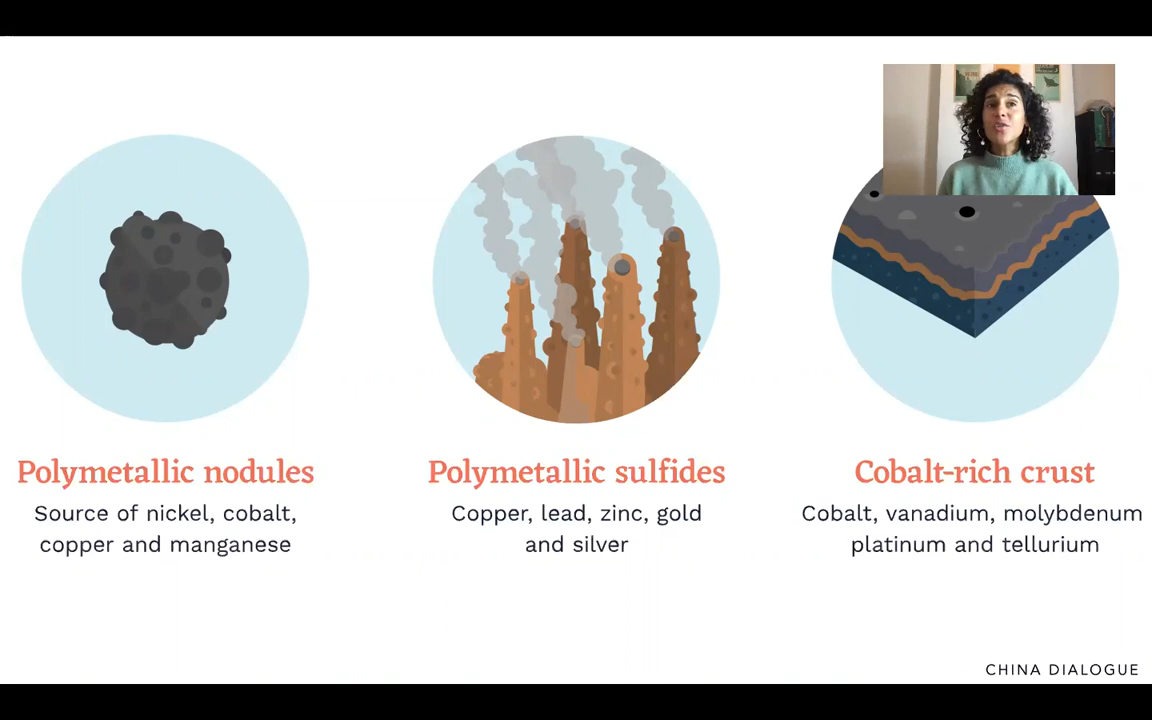 Polymetallic nodules
Source of nickel, cobalt,
copper and manganese
Polymetallic sulfides
Copper, lead, zinc, gold
and silver
Cobalt-rich crust
Cobalt, vanadium, molybdenum
platinum and tellurium
CHINA DIALOGUE